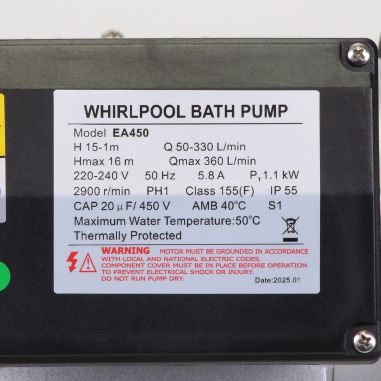 WHIRLPOOL BATH PUMP
Model EA450
H 15-1m Q 50-330 L/min
Hmax 16 m Qmax 360 L/min
220-240 V 50 Hz 5.8 A P₁ 1.1 kW
2900 r/min PH1 Class 155(F) IP 55
CAP 20 μF/ 450 V AMB 40℃ S1
Maximum Water Temperature:50℃
Thermally Protected
WARNING MOTOR MUST BE GROUNDED IN ACCORDANCE
WITH LOCAL AND NATIONAL ELECTRIC CODES.
COMPONENT COVER MUST BE IN PLACE BEFORE OPERATION
TO PREVENT ELECTRICAL SHOCK OR INJURY.
DO NOT RUN PUMP DRY.
Date:2025.01